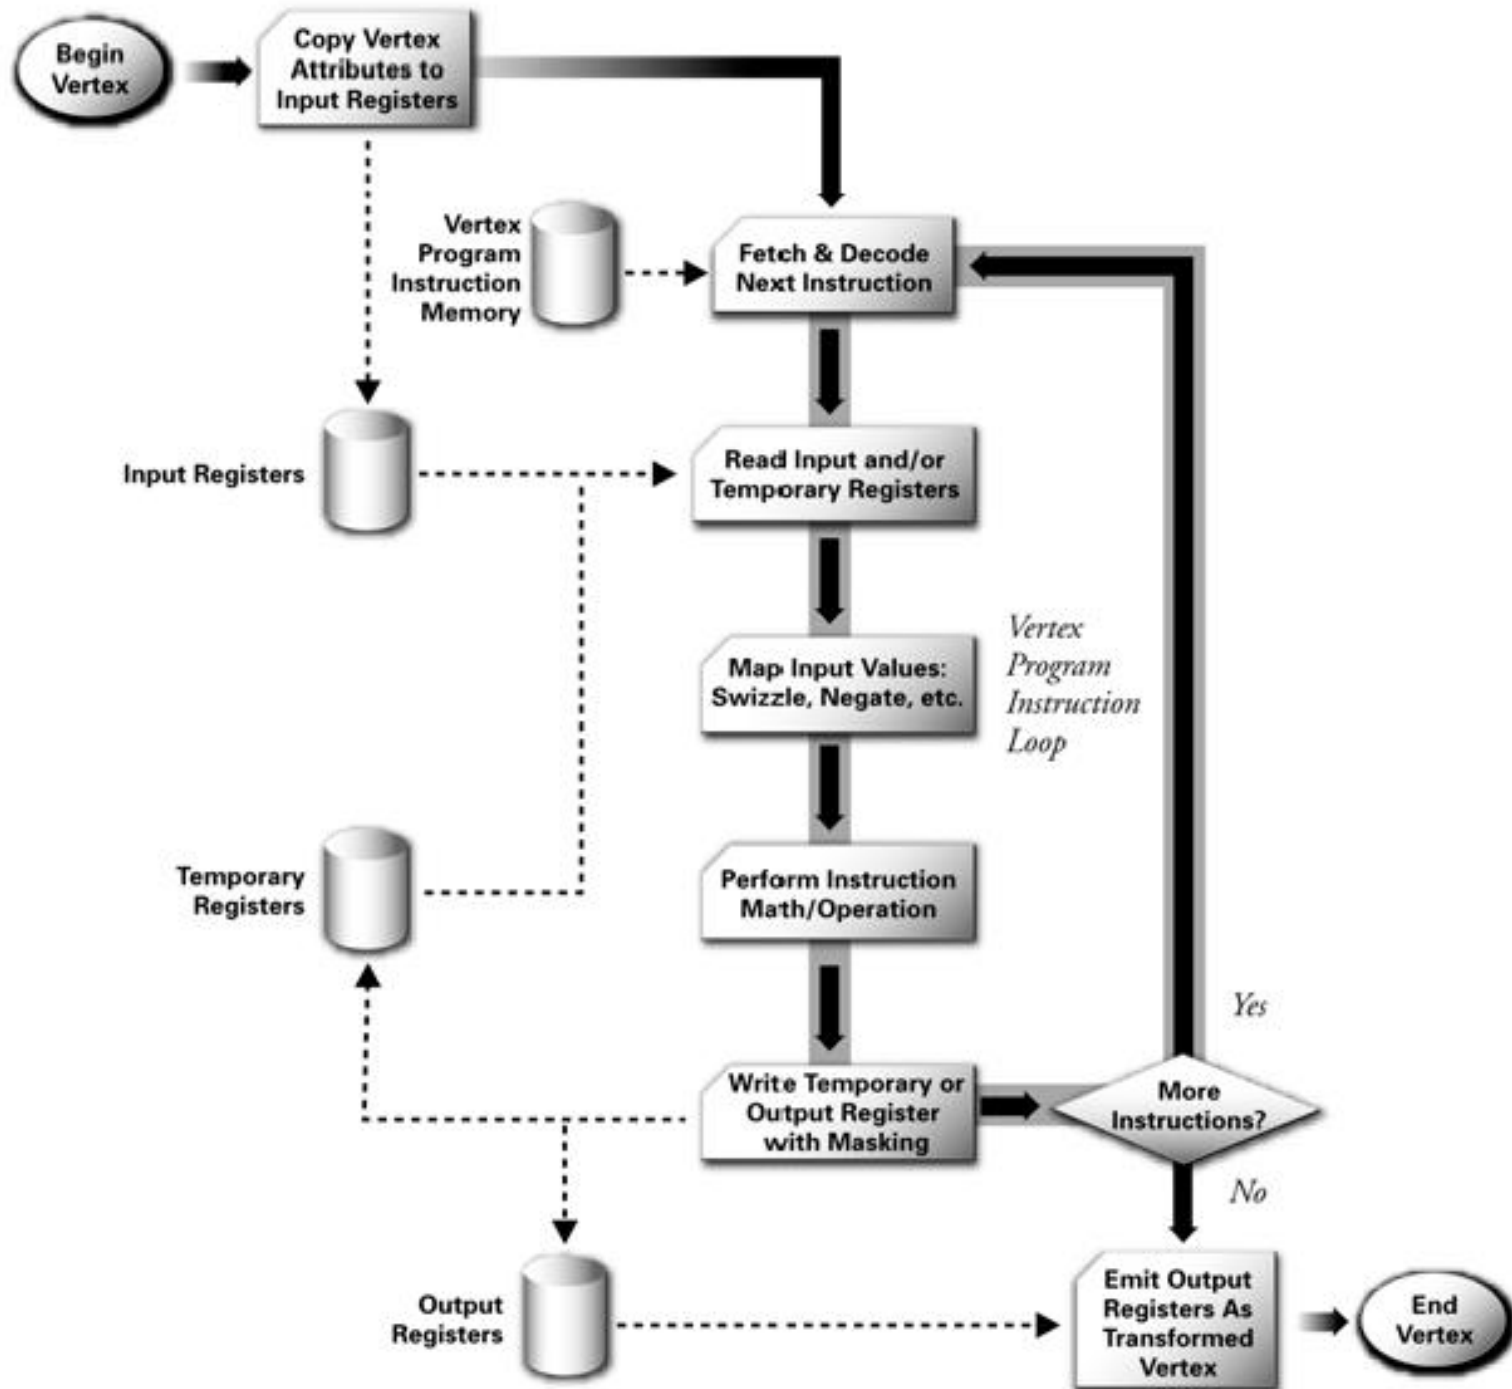 Begin
Vertex
Copy Vertex
Attributes to
Input Registers
Vertex
Program
Instruction
Memory
Fetch & Decode
Next Instruction
Input Registers
Read Input and/or
Temporary Registers
Map Input Values:
Swizzle, Negate, etc.
Vertex
Program
Instruction
Loop
Temporary
Registers
Perform Instruction
Math/Operation
Yes
Write Temporary or
Output Register
with Masking
More
Instructions?
No
Output
Registers
Emit Output
Registers As
Transformed
Vertex
End
Vertex